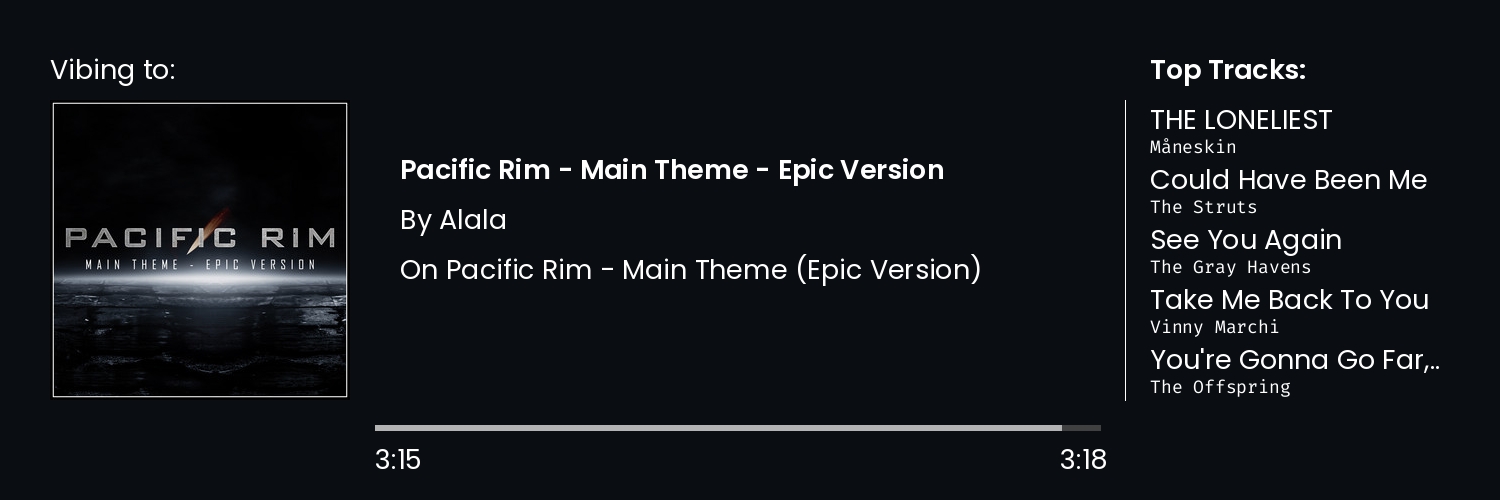 Vibing to:
PACIFIC RIM
MAIN THEME - EPIC VERSION
Pacific Rim - Main Theme - Epic Version
By Alala
On Pacific Rim - Main Theme (Epic Version)
3:15
3:18
Top Tracks:
THE LONELIEST
Måneskin
Could Have Been Me
The Struts
See You Again
The Gray Havens
Take Me Back To You
Vinny Marchi
You're Gonna Go Far,..
The Offspring